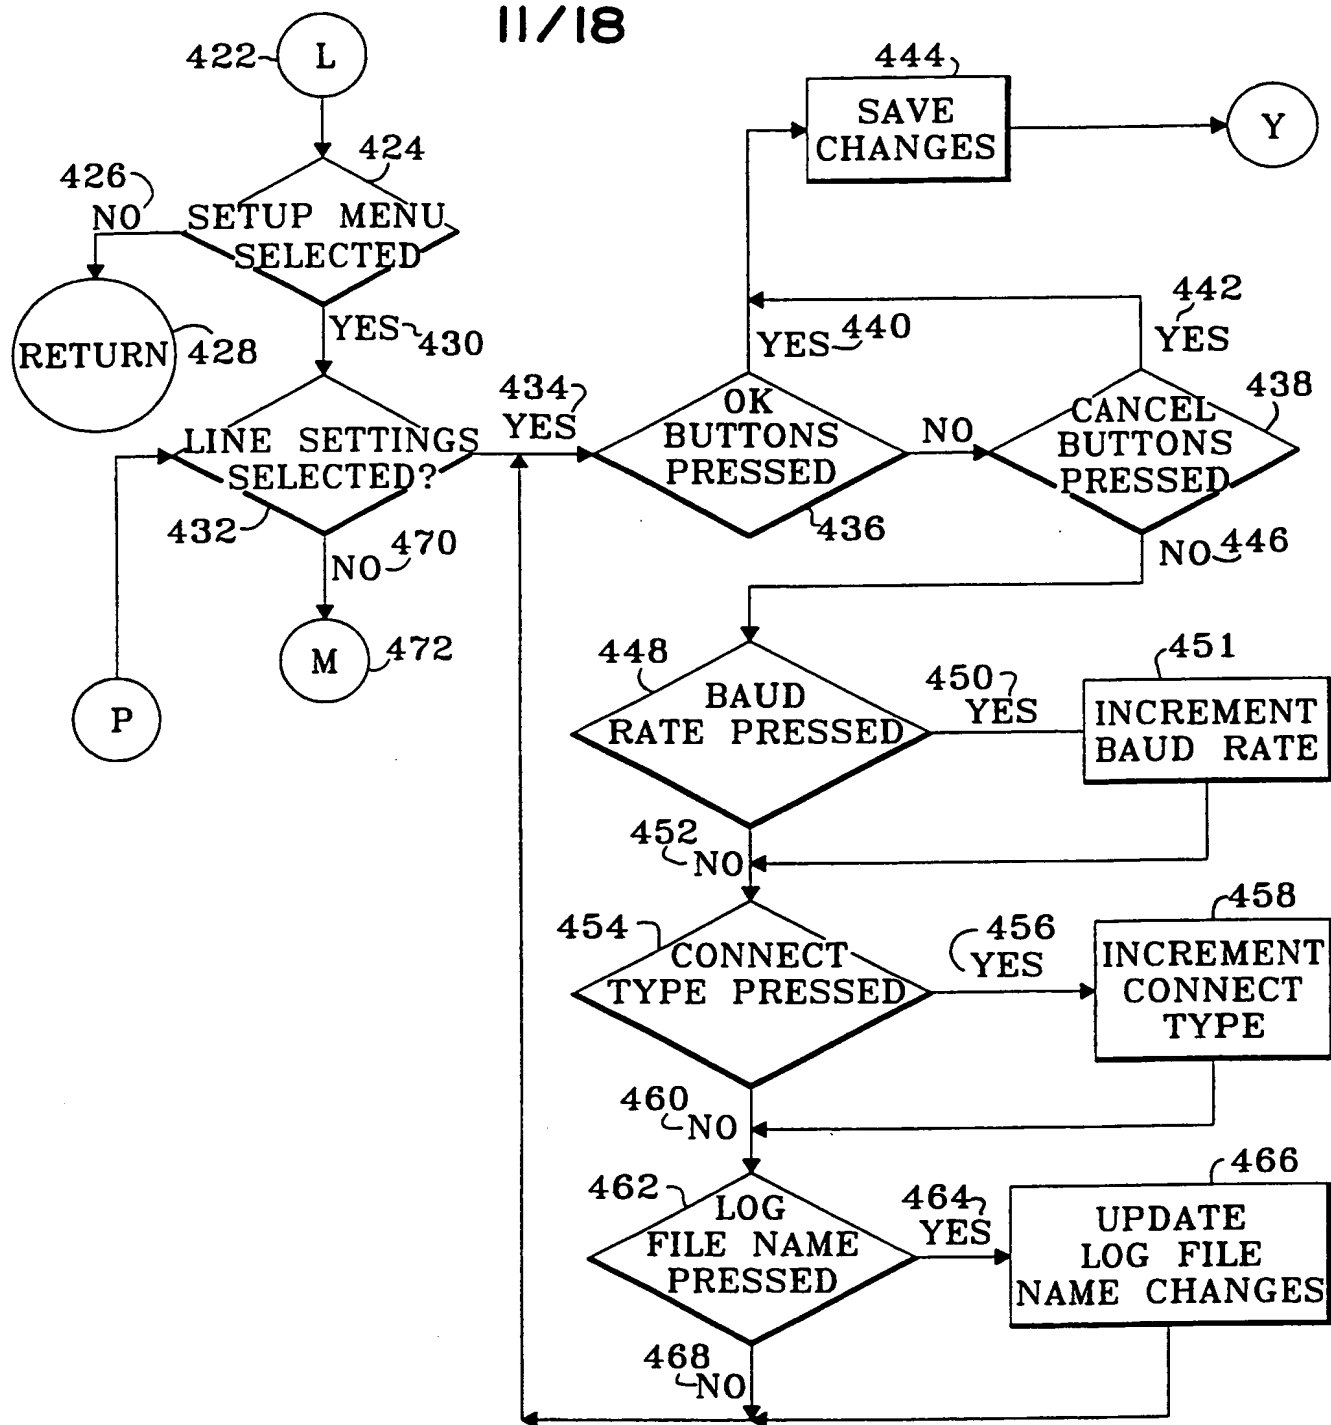 11/18
422
L
444
SAVE
CHANGES
Y
424
426
NO
SETUP MENU
SELECTED
RETURN
428
YES
430
440
YES
442
YES
434
YES
OK
BUTTONS
PRESSED
436
NO
438
CANCEL
BUTTONS
PRESSED
LINE SETTINGS
SELECTED?
432
NO
470
NO
446
M
472
P
448
BAUD
RATE PRESSED
450
YES
451
INCREMENT
BAUD RATE
452
NO
454
CONNECT
TYPE PRESSED
456
YES
458
INCREMENT
CONNECT
TYPE
460
NO
462
LOG
FILE NAME
PRESSED
464
YES
466
UPDATE
LOG FILE
NAME CHANGES
468
NO